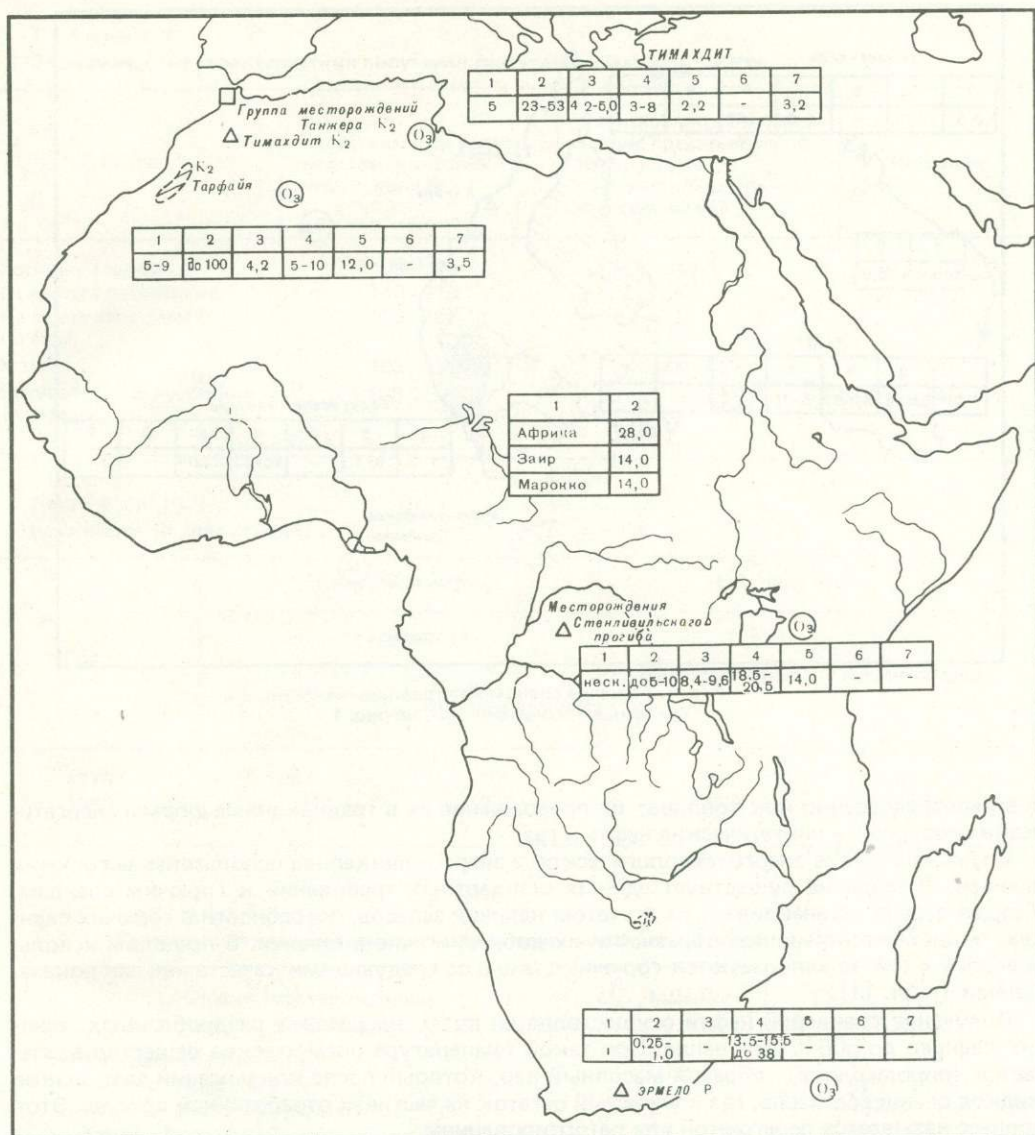 ТИМАХДИТ
1 2 3 4 5 6 7
5 23-53 4 2-5,0 3-8 2,2 - 3,2
Группа месторождений
Танжера K₂
Тимахдит K₂
O₃
K₂
Тарфайя
O₃
1 2 3 4 5 6 7
5-9 до 100 4,2 5-10 12,0 - 3,5
1 2
Африка 28,0
Заир 14,0
Марокко 14,0
Месторождения
Стенливильского
прогиба
O₃
1 2 3 4 5 6 7
неск. до 5-10 8,4-9,6 18.5-20,5 14,0 - -
1 2 3 4 5 6 7
0,25-1,0 13,5-15,5 до 38
Эрмело P
O₃